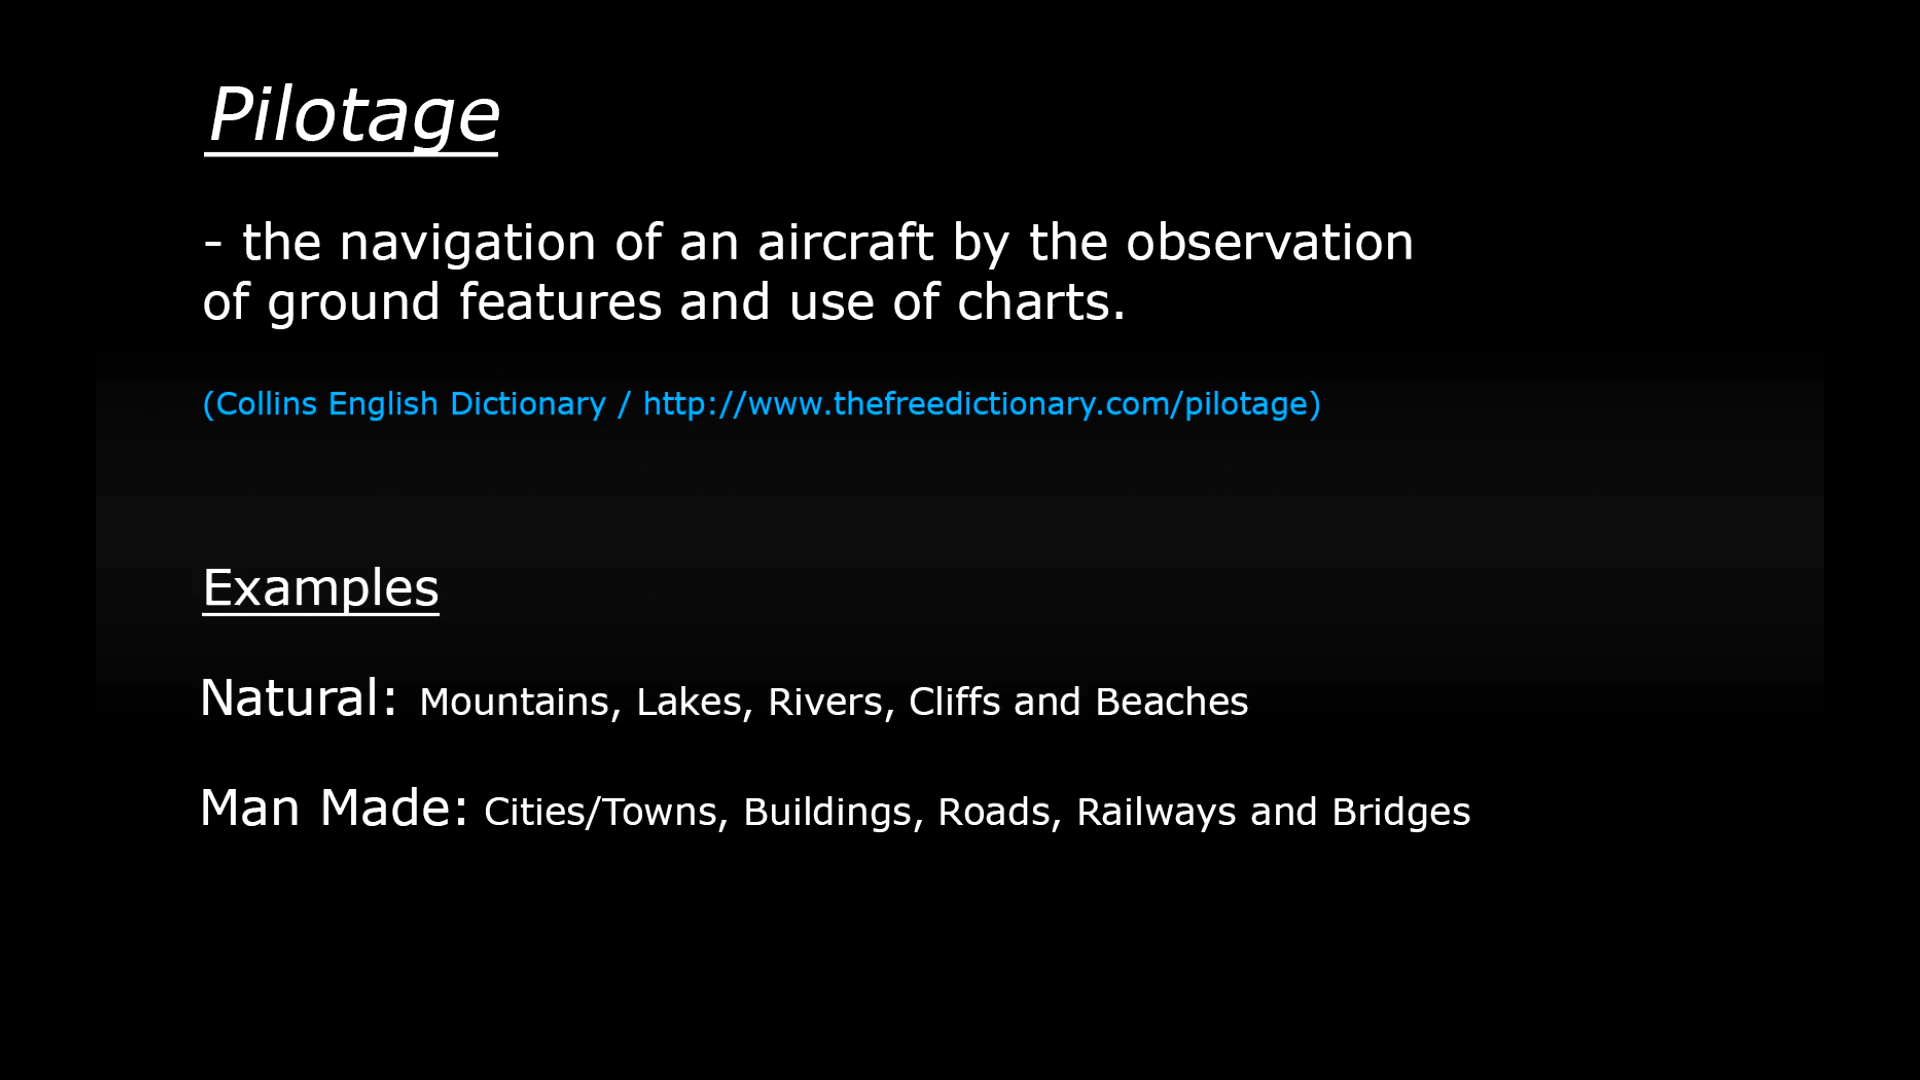 Pilotage
- the navigation of an aircraft by the observation
of ground features and use of charts.
(Collins English Dictionary / http://www.thefreedictionary.com/pilotage)
Examples
Natural: Mountains, Lakes, Rivers, Cliffs and Beaches
Man Made: Cities/Towns, Buildings, Roads, Railways and Bridges